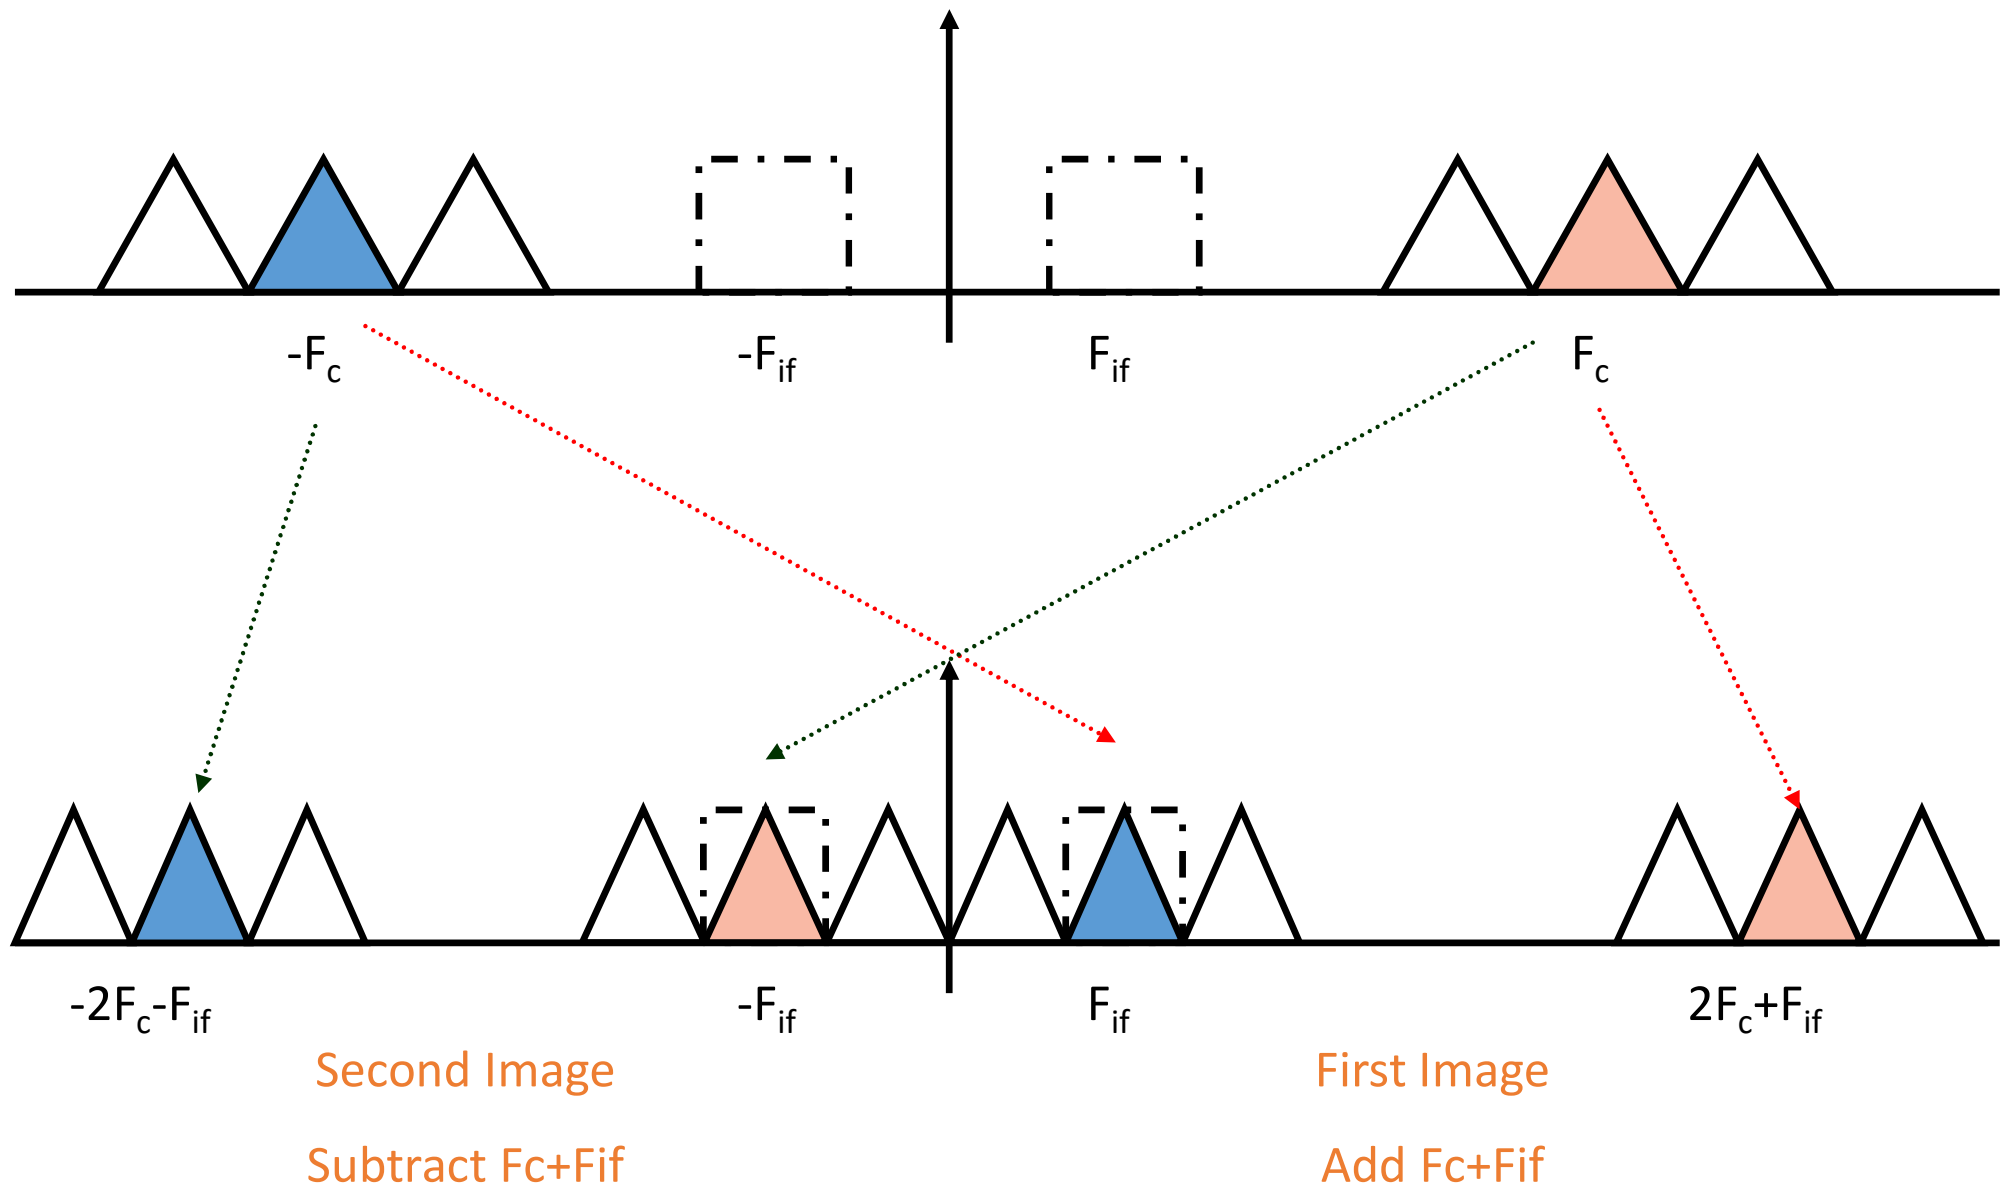 -Fc -Fif Fif Fc
-2Fc-Fif -Fif Fif 2Fc+Fif
Second Image First Image
Subtract Fc+Fif Add Fc+Fif